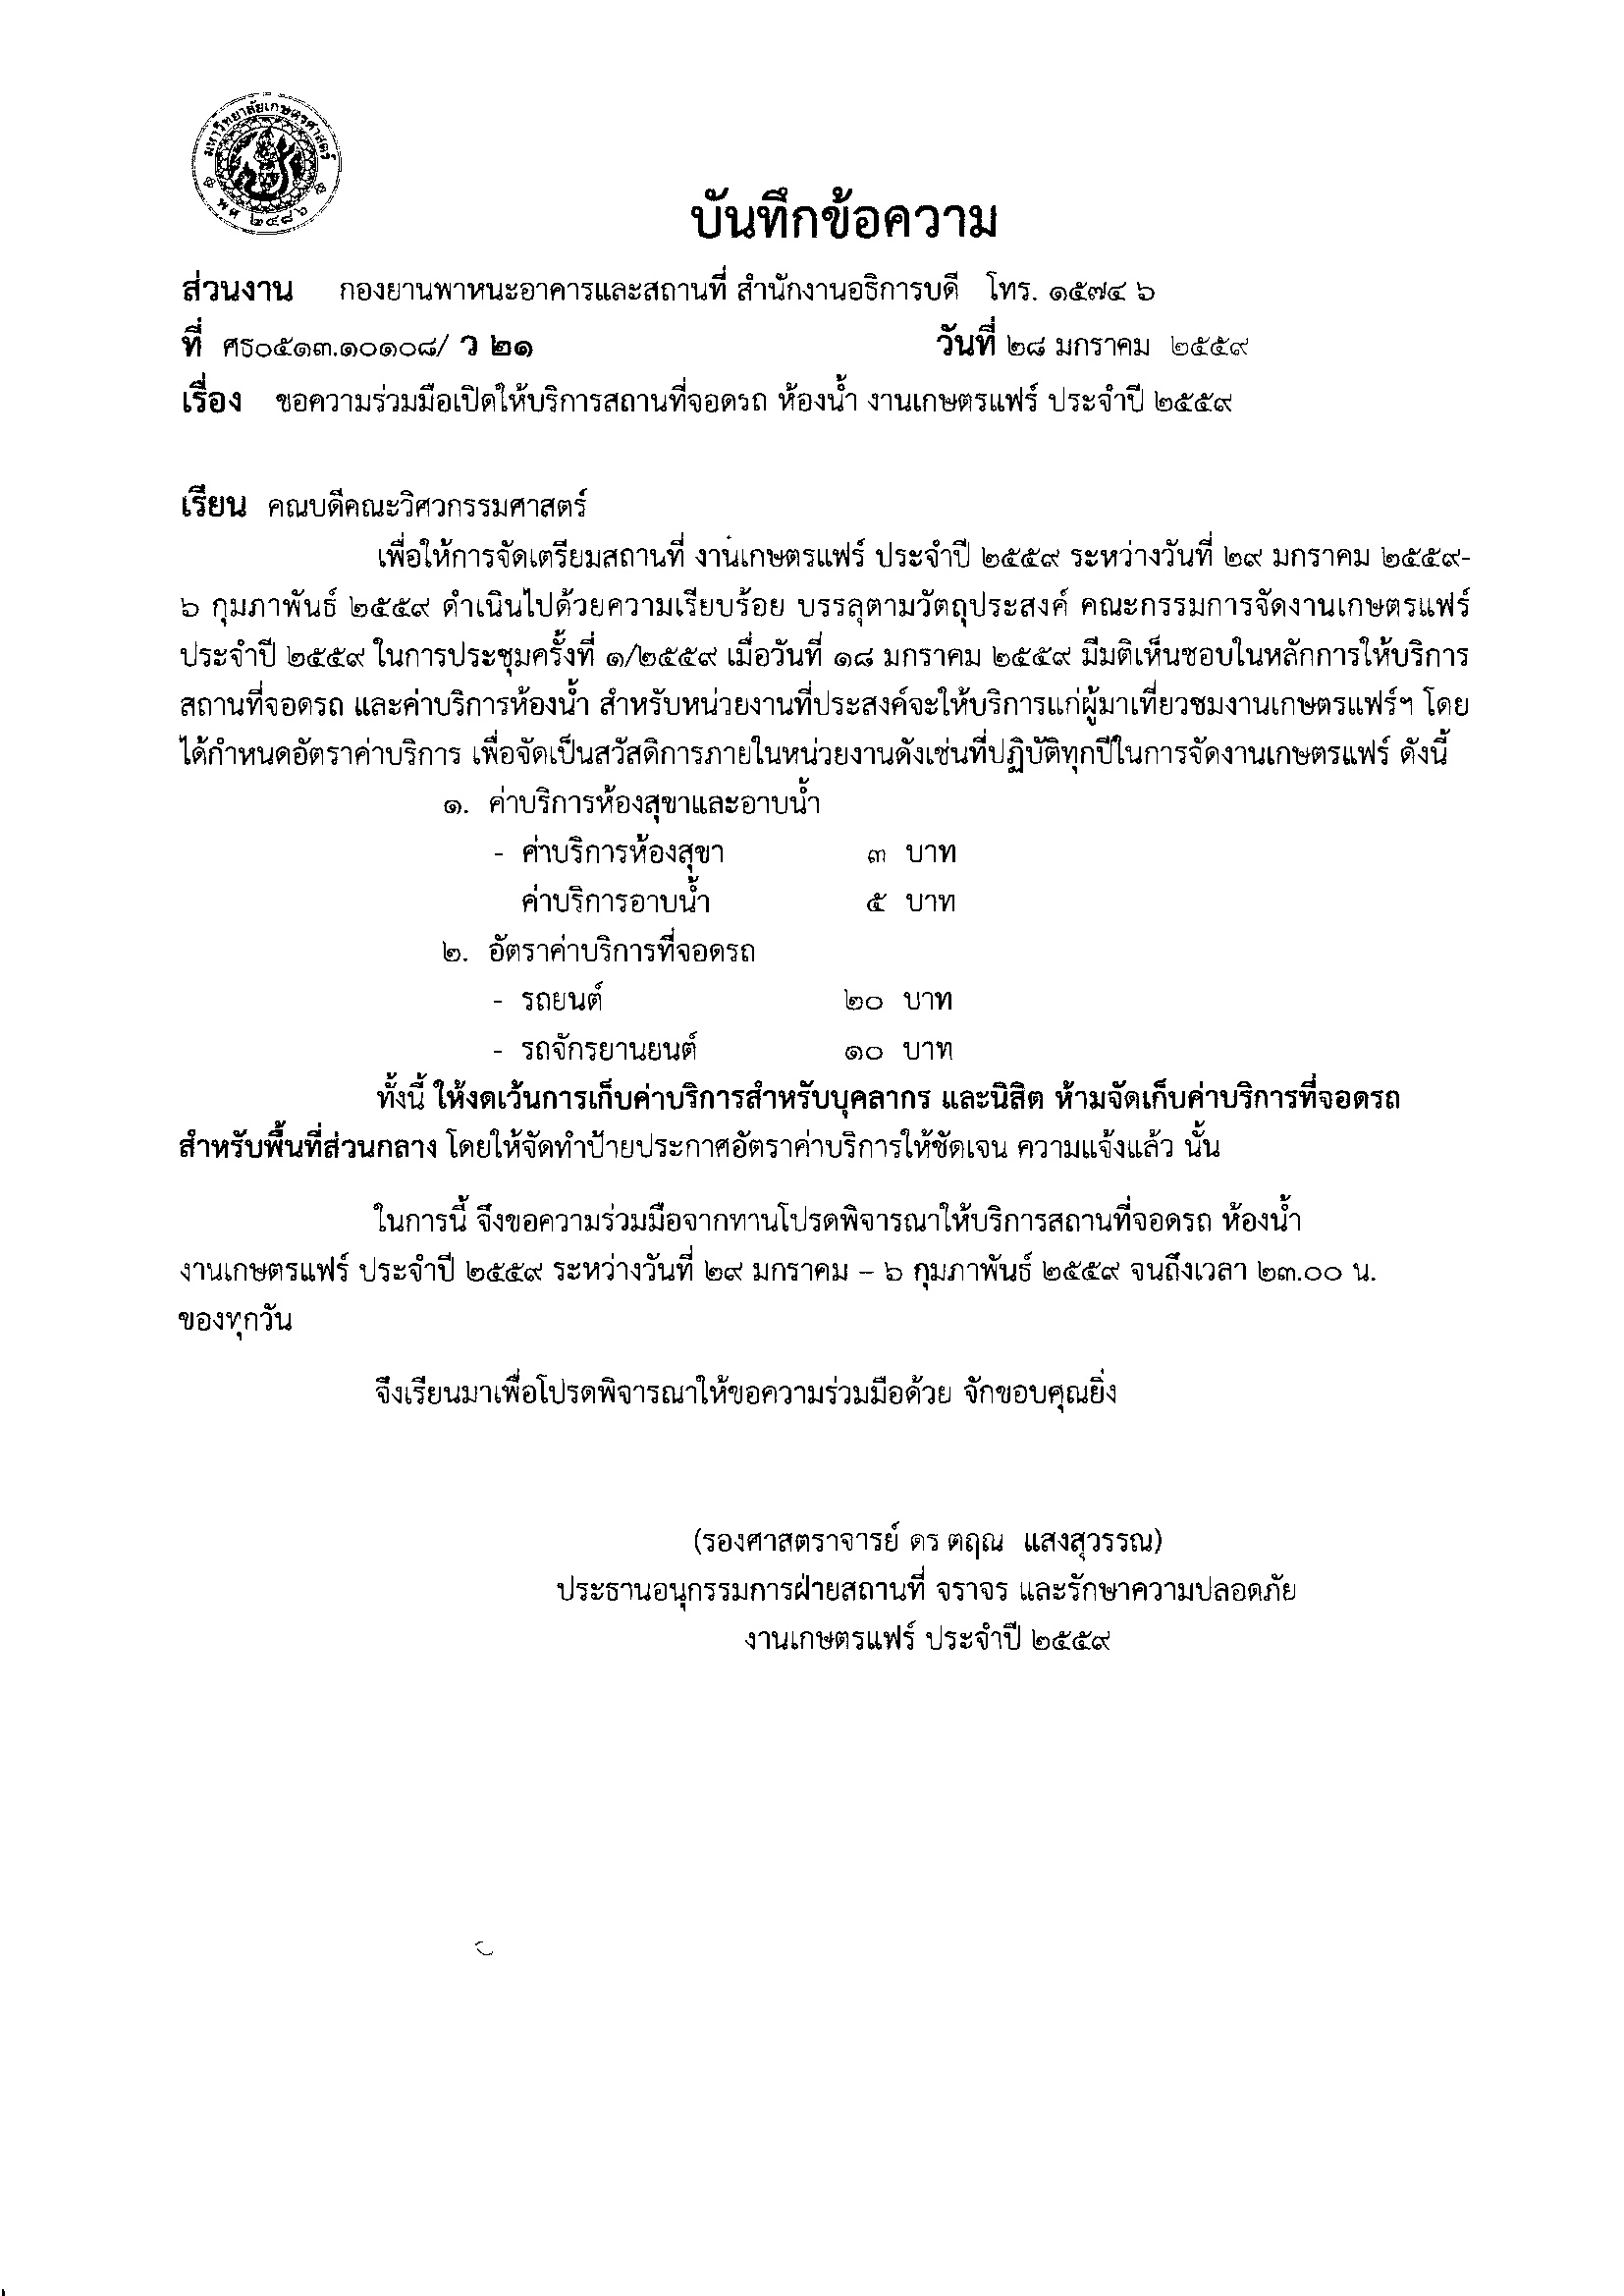 มหาวิทยาลัยเกษตรศาสตร์
พศ ๒๔๘๖
บันทึกข้อความ
ส่วนงาน กองยานพาหนะอาคารและสถานที่ สำนักงานอธิการบดี โทร. ๑๕๗๔ ๖
ที่ ศธ๐๕๑๓.๑๐๑๐๘/ ว ๒๑ วันที่ ๒๘ มกราคม ๒๕๕๙
เรื่อง ขอความร่วมมือเปิดให้บริการสถานที่จอดรถ ห้องน้ำ งานเกษตรแฟร์ ประจำปี ๒๕๕๙
เรียน คณบดีคณะวิศวกรรมศาสตร์
เพื่อให้การจัดเตรียมสถานที่ งานเกษตรแฟร์ ประจำปี ๒๕๕๙ ระหว่างวันที่ ๒๙ มกราคม ๒๕๕๙-
๖ กุมภาพันธ์ ๒๕๕๙ ดำเนินไปด้วยความเรียบร้อย บรรลุตามวัตถุประสงค์ คณะกรรมการจัดงานเกษตรแฟร์
ประจำปี ๒๕๕๙ ในการประชุมครั้งที่ ๑/๒๕๕๙ เมื่อวันที่ ๑๘ มกราคม ๒๕๕๙ มีมติเห็นชอบในหลักการให้บริการ
สถานที่จอดรถ และค่าบริการห้องน้ำ สำหรับหน่วยงานที่ประสงค์จะให้บริการแก่ผู้มาเที่ยวชมงานเกษตรแฟร์ฯ โดย
ได้กำหนดอัตราค่าบริการ เพื่อจัดเป็นสวัสดิการภายในหน่วยงานดังเช่นที่ปฏิบัติทุกปีในการจัดงานเกษตรแฟร์ ดังนี้
๑. ค่าบริการห้องสุขาและอาบน้ำ
- ค่าบริการห้องสุขา ๓ บาท
ค่าบริการอาบน้ำ ๕ บาท
๒. อัตราค่าบริการที่จอดรถ
- รถยนต์ ๒๐ บาท
- รถจักรยานยนต์ ๑๐ บาท
ทั้งนี้ ให้งดเว้นการเก็บค่าบริการสำหรับบุคลากร และนิสิต ห้ามจัดเก็บค่าบริการที่จอดรถ
สำหรับพื้นที่ส่วนกลาง โดยให้จัดทำป้ายประกาศอัตราค่าบริการให้ชัดเจน ความแจ้งแล้ว นั้น
ในการนี้ จึงขอความร่วมมือจากทานโปรดพิจารณาให้บริการสถานที่จอดรถ ห้องน้ำ
งานเกษตรแฟร์ ประจำปี ๒๕๕๙ ระหว่างวันที่ ๒๙ มกราคม – ๖ กุมภาพันธ์ ๒๕๕๙ จนถึงเวลา ๒๓.๐๐ น.
ของทุกวัน
จึงเรียนมาเพื่อโปรดพิจารณาให้ขอความร่วมมือด้วย จักขอบคุณยิ่ง
(รองศาสตราจารย์ ดร ตฤณ แสงสุวรรณ)
ประธานอนุกรรมการฝ่ายสถานที่ จราจร และรักษาความปลอดภัย
งานเกษตรแฟร์ ประจำปี ๒๕๕๙